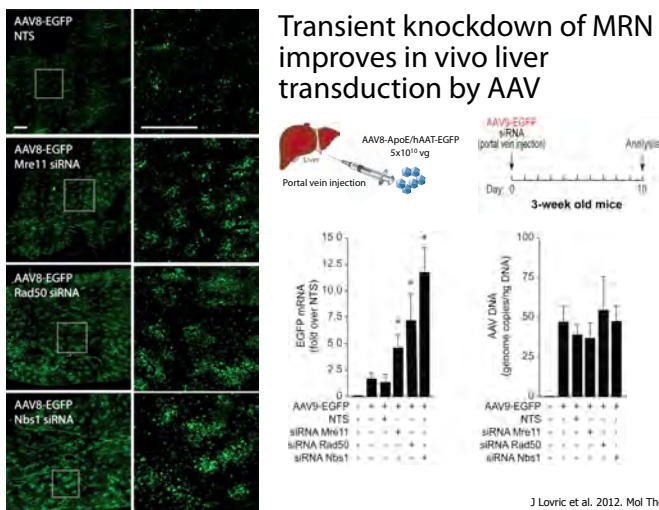 AAV8-EGFP
NTS
AAV8-EGFP
Mre11 siRNA
AAV8-EGFP
Rad50 siRNA
AAV8-EGFP
Nbs1 siRNA
Transient knockdown of MRN
improves in vivo liver
transduction by AAV
Liver
AAV8-ApoE/hAAT-EGFP
5x10¹⁰ vg
Portal vein injection
AAV9-EGFP
siRNA
(portal vein injection)
Analysis
Day: 0 10
3-week old mice
EGFP mRNA
(fold over NTS)
15.0
12.5
10.0
7.5
5.0
2.5
0
# # # #
AAV9-EGFP - + + + + +
NTS - - + - - -
siRNA Mre11 - - - + - -
siRNA Rad50 - - - - + -
siRNA Nbs1 - - - - - +
AAV DNA
(genome copies/ng DNA)
100
75
50
25
0
AAV9-EGFP - + + + + +
NTS - - + - - -
siRNA Mre11 - - - + - -
siRNA Rad50 - - - - + -
siRNA Nbs1 - - - - - +
J Lovric et al. 2012. Mol The